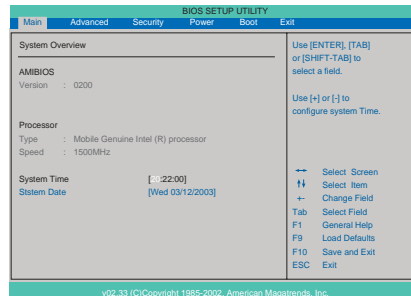 BIOS SETUP UTILITY
Main Advanced Security Power Boot Exit
System Overview
AMIBIOS
Version : 0200
Processor
Type : Mobile Genuine Intel (R) processor
Speed : 1500MHz
System Time [20:22:00]
Ststem Date [Wed 03/12/2003]
Use [ENTER], [TAB]
or [SHIFT-TAB] to
select a field.
Use [+] or [-] to
configure system Time.
↔ Select Screen
↑↓ Select Item
+- Change Field
Tab Select Field
F1 General Help
F9 Load Defaults
F10 Save and Exit
ESC Exit
v02.33 (C)Copyright 1985-2002, American Magatrends, Inc.